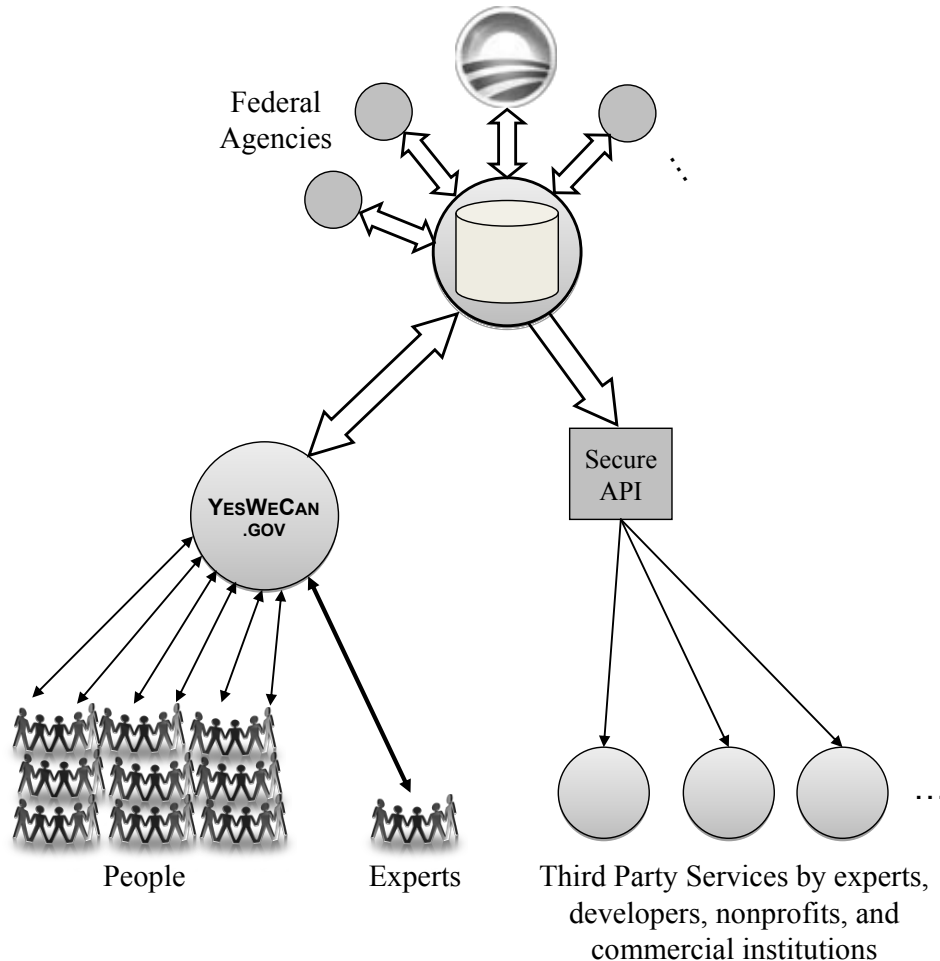 Federal
Agencies
...
Secure
API
YESWECAN
.GOV
...
People
Experts
Third Party Services by experts,
developers, nonprofits, and
commercial institutions